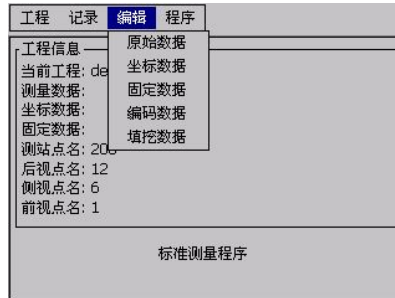 工程 记录 编辑 程序
原始数据
坐标数据
固定数据
编码数据
填挖数据
工程信息
当前工程: de
测量数据:
坐标数据:
固定数据:
测站点名: 20
后视点名: 12
侧视点名: 6
前视点名: 1
标准测量程序